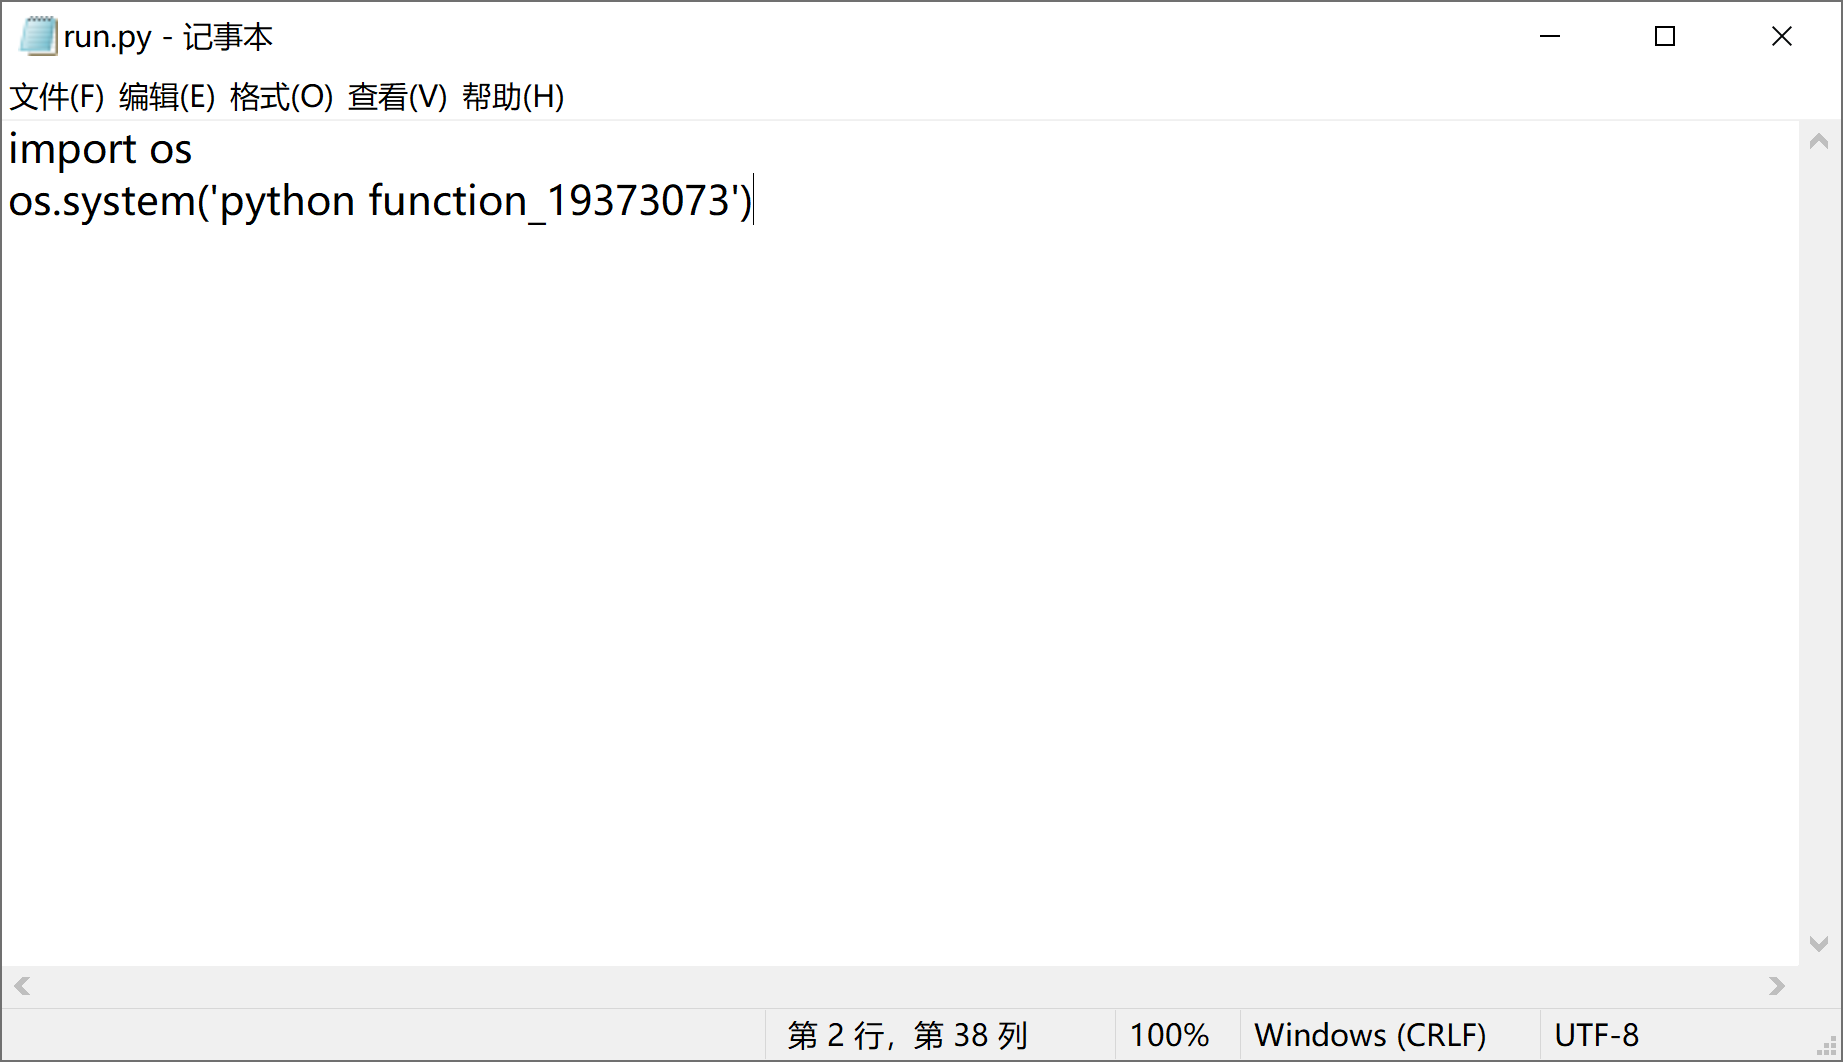 run.py - 记事本
文件(F) 编辑(E) 格式(O) 查看(V) 帮助(H)
import os
os.system('python function_19373073')
第 2 行，第 38 列 100% Windows (CRLF) UTF-8